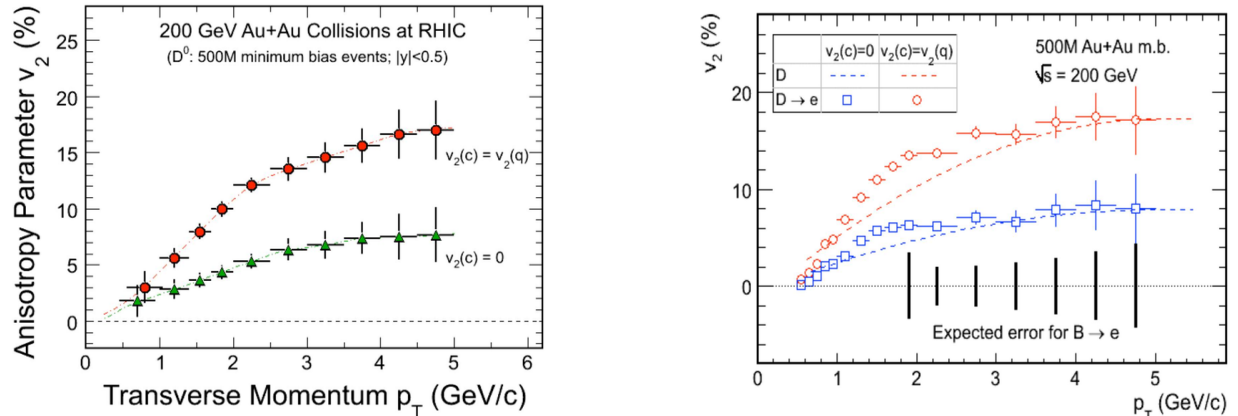 200 GeV Au+Au Collisions at RHIC
(D⁰: 500M minimum bias events; |y|<0.5)
Anisotropy Parameter v₂ (%)
25
20
15
10
5
0
v₂(c) = v₂(q)
v₂(c) = 0
0 1 2 3 4 5 6
Transverse Momentum p_T (GeV/c)
v₂ (%)
v₂(c)=0 v₂(c)=v₂(q)
D
D → e
500M Au+Au m.b.
√s = 200 GeV
20
10
0
Expected error for B → e
0 1 2 3 4 5
p_T (GeV/c)